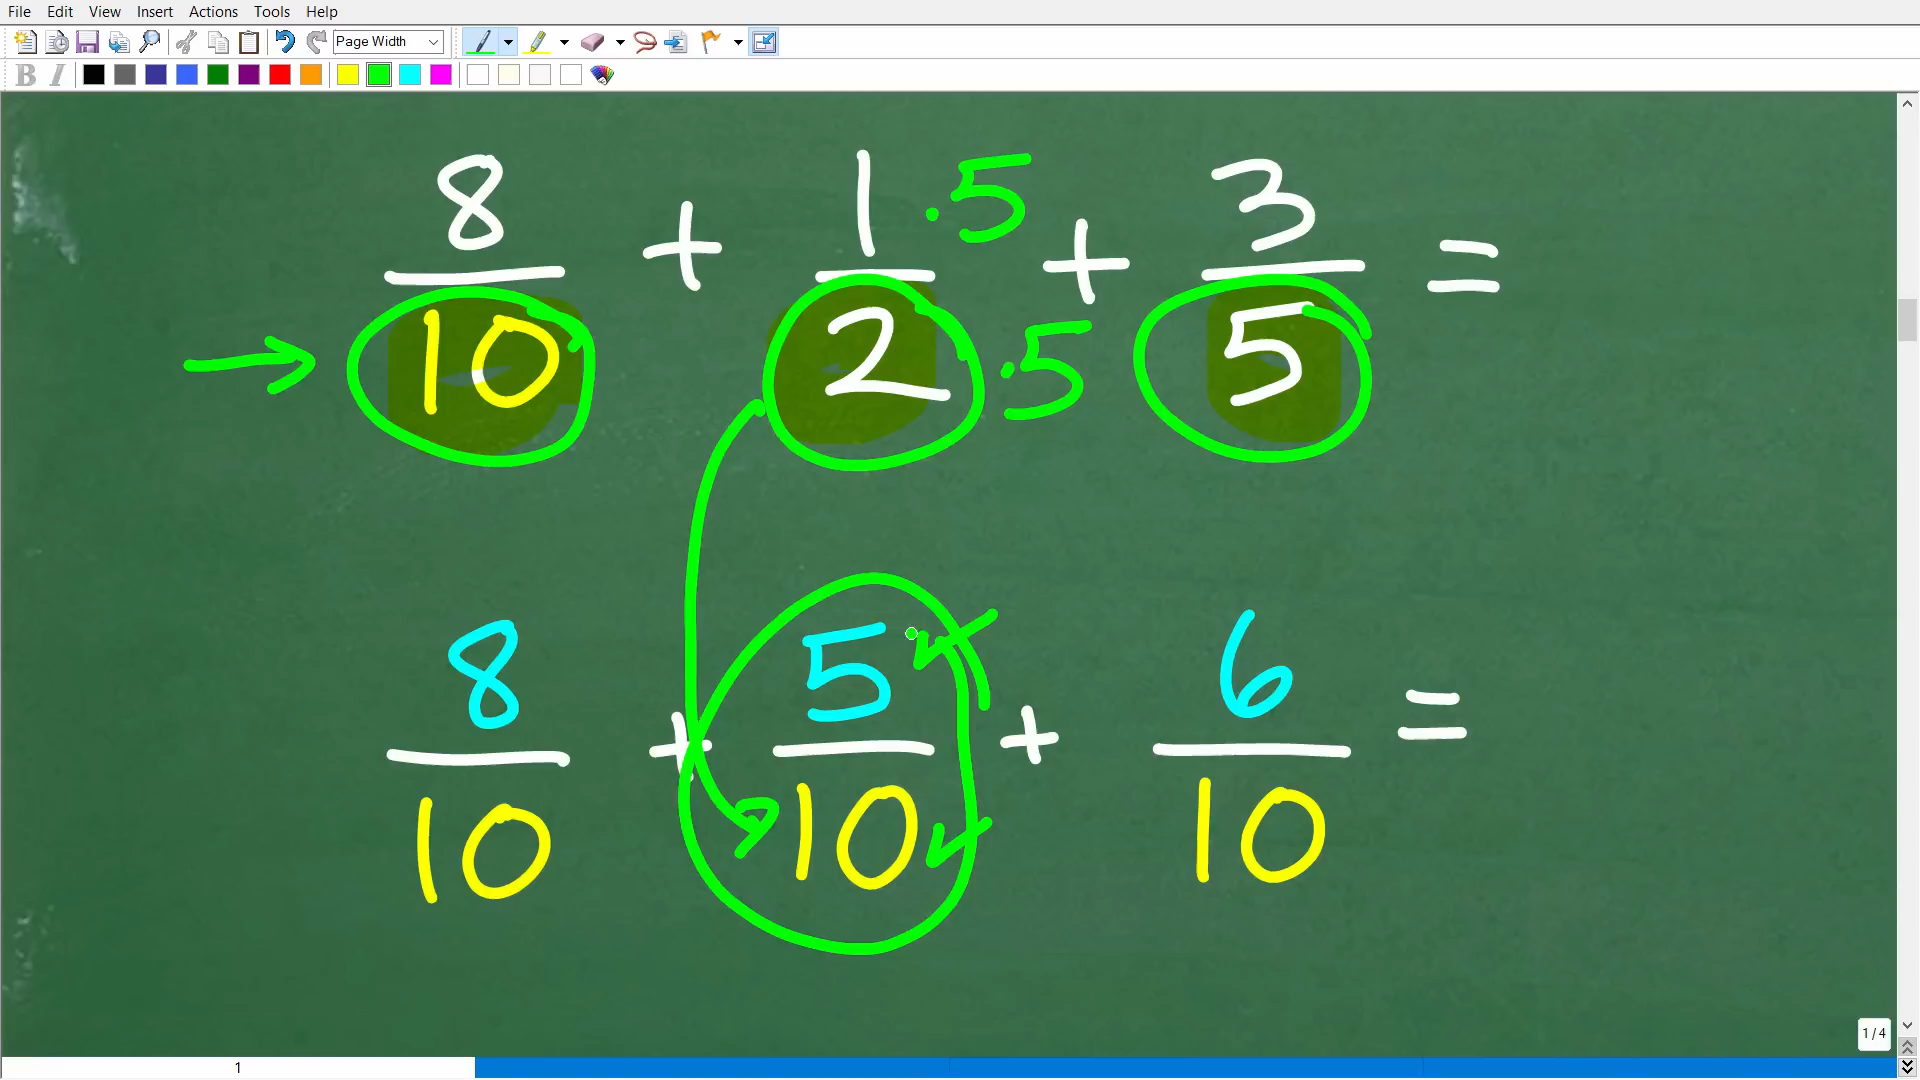 File Edit View Insert Actions Tools Help
Page Width
B I
8/10 + 1·5/2·5 + 3/5 =
8/10 + 5/10 + 6/10 =
1 / 4
1